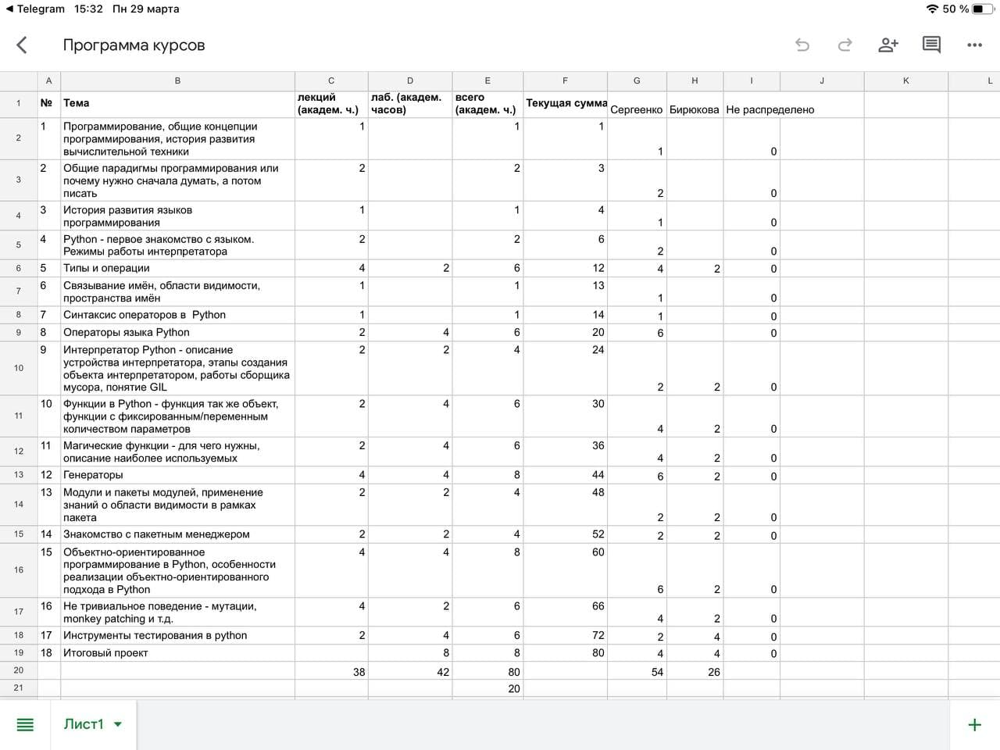 Telegram 15:32 Пн 29 марта 50 %
Программа курсов
A B C D E F G H I J K L
1 № Тема лекций (академ. ч.) лаб. (академ. часов) всего (академ. ч.) Текущая сумма Сергеенко Бирюкова Не распределено
2 1 Программирование, общие концепции 1 1 1
программирования, история развития
вычислительной техники 1 0
3 2 Общие парадигмы программирования или 2 2 3
почему нужно сначала думать, а потом
писать 2 0
4 3 История развития языков 1 1 4
программирования 1 0
5 4 Python - первое знакомство с языком. 2 2 6
Режимы работы интерпретатора 2 0
6 5 Типы и операции 4 2 6 12 4 2 0
7 6 Связывание имён, области видимости, 1 1 13
пространства имён 1 0
8 7 Синтаксис операторов в Python 1 1 14 1 0
9 8 Операторы языка Python 2 4 6 20 6 0
10 9 Интерпретатор Python - описание 2 2 4 24
устройства интерпретатора, этапы создания
объекта интерпретатором, работы сборщика
мусора, понятие GIL 2 2 0
11 10 Функции в Python - функция так же объект, 2 4 6 30
функции с фиксированным/переменным
количеством параметров 4 2 0
12 11 Магические функции - для чего нужны, 2 4 6 36
описание наиболее используемых 4 2 0
13 12 Генераторы 4 4 8 44 6 2 0
14 13 Модули и пакеты модулей, применение 2 2 4 48
знаний о области видимости в рамках
пакета 2 2 0
15 14 Знакомство с пакетным менеджером 2 2 4 52 2 2 0
16 15 Объектно-ориентированное 4 4 8 60
программирование в Python, особенности
реализации объектно-ориентированного
подхода в Python 6 2 0
17 16 Не тривиальное поведение - мутации, 4 2 6 66
monkey patching и т.д. 4 2 0
18 17 Инструменты тестирования в python 2 4 6 72 2 4 0
19 18 Итоговый проект 8 8 80 4 4 0
20 38 42 80 54 26
21 20
Лист1